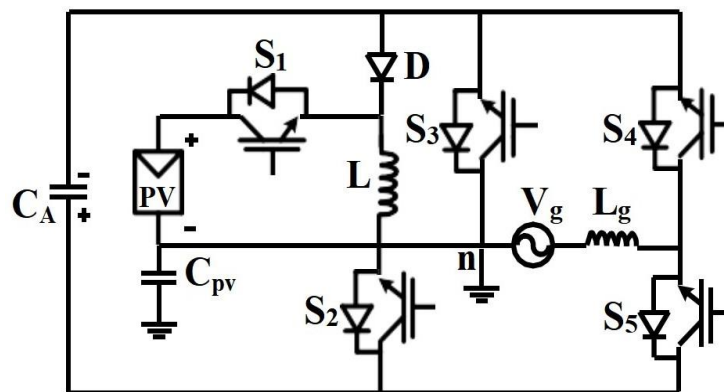 S1
D
S3
S4
+
PV
-
L
CA
-
+
Vg
Lg
n
Cpv
S2
S5